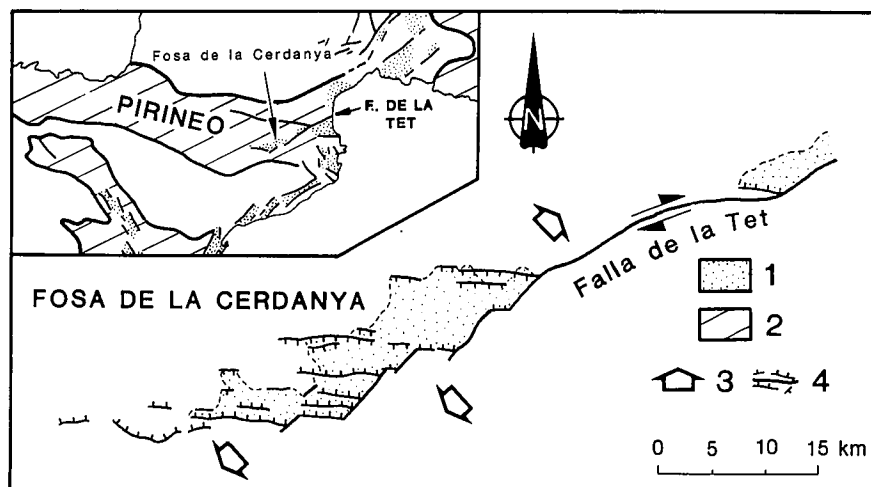 Fosa de la Cerdanya
PIRINEO
F. DE LA
TET
N
Falla de la Tet
FOSA DE LA CERDANYA
1
2
3
4
0 5 10 15 km